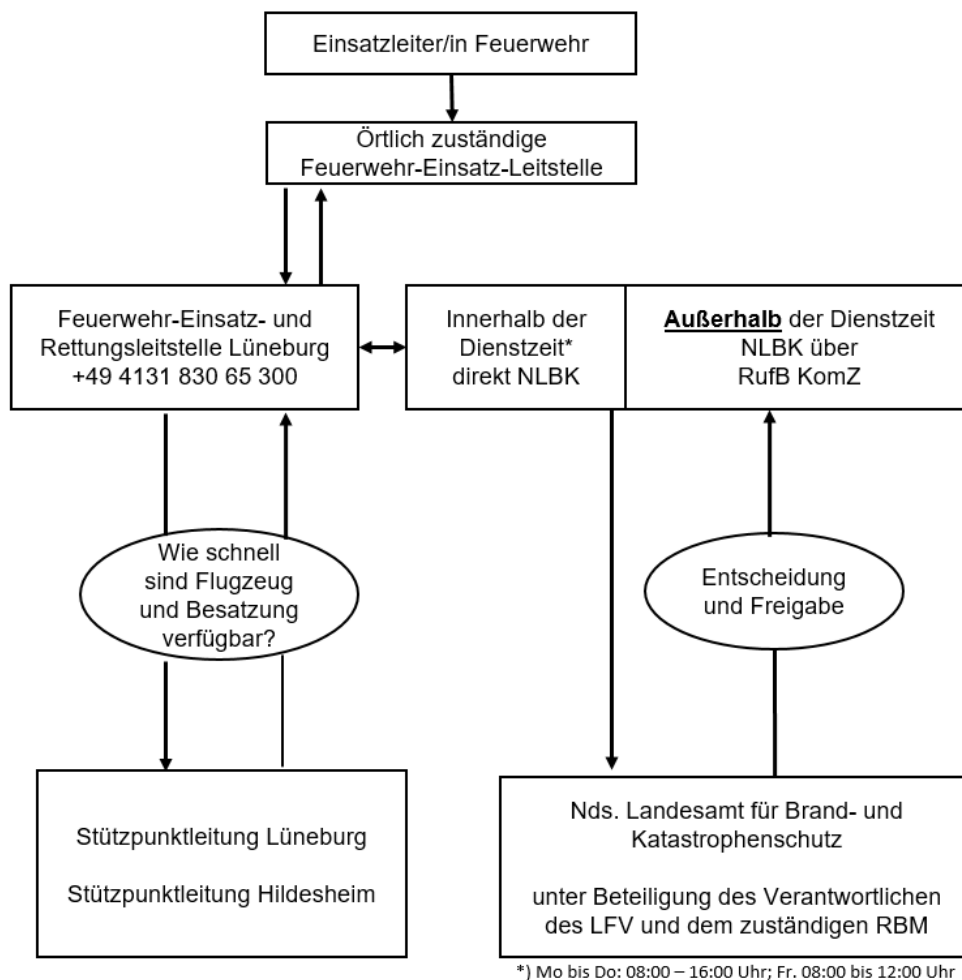 Einsatzleiter/in Feuerwehr
Örtlich zuständige
Feuerwehr-Einsatz-Leitstelle
Feuerwehr-Einsatz- und
Rettungsleitstelle Lüneburg
+49 4131 830 65 300
Innerhalb der
Dienstzeit*
direkt NLBK
Außerhalb der Dienstzeit
NLBK über
RufB KomZ
Wie schnell
sind Flugzeug
und Besatzung
verfügbar?
Entscheidung
und Freigabe
Stützpunktleitung Lüneburg
Stützpunktleitung Hildesheim
Nds. Landesamt für Brand- und
Katastrophenschutz
unter Beteiligung des Verantwortlichen
des LFV und dem zuständigen RBM
*) Mo bis Do: 08:00 – 16:00 Uhr; Fr. 08:00 bis 12:00 Uhr